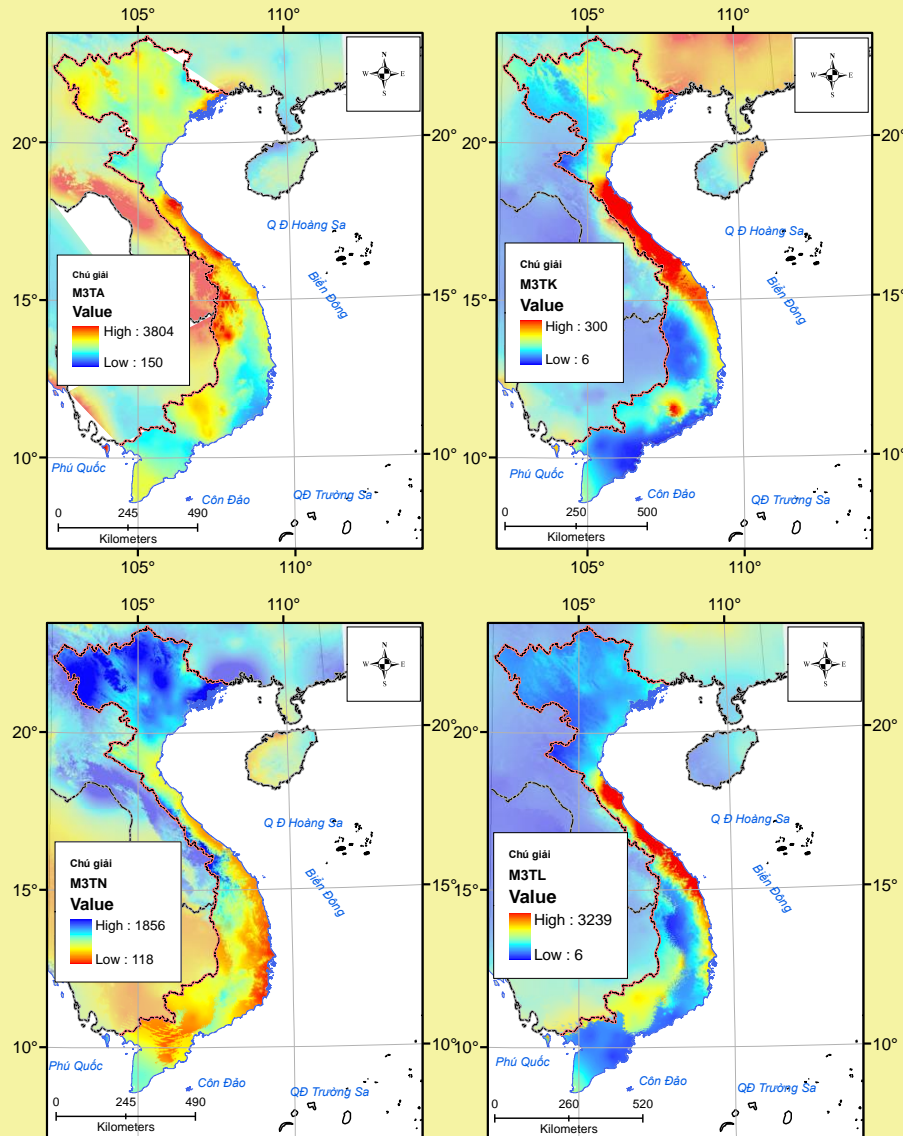 105°
110°
20°
20°
15°
15°
10°
10°
105°
110°
N
W E
S
Q Đ Hoàng Sa
Biển Đông
Chú giải
M3TA
Value
High : 3804
Low : 150
Phú Quốc
Côn Đảo
QĐ Trường Sa
0 245 490
Kilometers
105°
110°
20°
20°
15°
15°
10°
10°
105°
110°
N
W E
S
Q Đ Hoàng Sa
Biển Đông
Chú giải
M3TK
Value
High : 300
Low : 6
Phú Quốc
Côn Đảo
QĐ Trường Sa
0 250 500
Kilometers
20°
20°
15°
15°
10°
10°
N
W E
S
Q Đ Hoàng Sa
Biển Đông
Chú giải
M3TN
Value
High : 1856
Low : 118
Phú Quốc
Côn Đảo
QĐ Trường Sa
0 245 490
Kilometers
105°
110°
20°
20°
15°
15°
10°
10°
N
W E
S
Q Đ Hoàng Sa
Biển Đông
Chú giải
M3TL
Value
High : 3239
Low : 6
Phú Quốc
Côn Đảo
QĐ Trường Sa
0 260 520
Kilometers